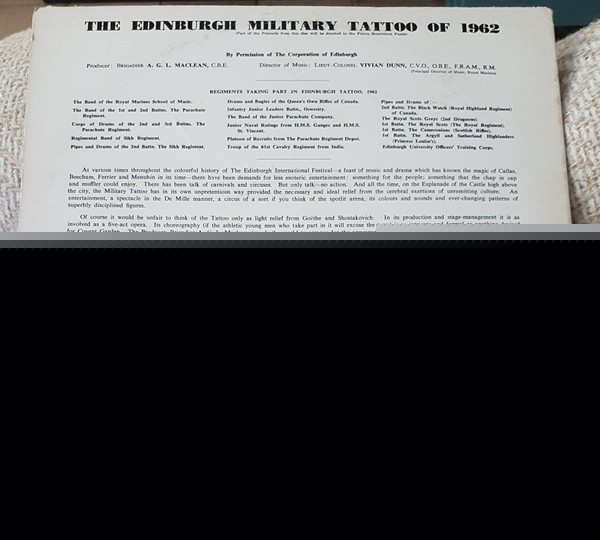 THE EDINBURGH MILITARY TATTOO OF 1962
(Part of the Proceeds from this disc will be devoted to the Forces Benevolent Funds)
By Permission of The Corporation of Edinburgh
Producer: BRIGADIER A. G. L. MACLEAN, C.B.E. Director of Music: LIEUT-COLONEL VIVIAN DUNN, C.V.O., O.B.E., F.R.A.M., R.M.
(Principal Director of Music, Royal Marines)
REGIMENTS TAKING PART IN EDINBURGH TATTOO, 1962
The Band of the Royal Marines School of Music.
The Band of the 1st and 2nd Battns. The Parachute
Regiment.
Corps of Drums of the 2nd and 3rd Battns. The
Parachute Regiment.
Regimental Band of Sikh Regiment.
Pipes and Drums of the 2nd Battn. The Sikh Regiment.
Drums and Bugles of the Queen's Own Rifles of Canada.
Infantry Junior Leaders Battn., Oswestry.
The Band of the Junior Parachute Company.
Junior Naval Ratings from H.M.S. Ganges and H.M.S.
St. Vincent.
Platoon of Recruits from The Parachute Regiment Depot.
Troop of the 61st Cavalry Regiment from India.
Pipes and Drums of:—
2nd Battn. The Black Watch (Royal Highland Regiment)
of Canada.
The Royal Scots Greys (2nd Dragoons)
1st Battn. The Royal Scots (The Royal Regiment).
1st Battn. The Cameronians (Scottish Rifles).
1st Battn. The Argyll and Sutherland Highlanders
(Princess Louise's).
Edinburgh University Officers' Training Corps.
At various times throughout the colourful history of The Edinburgh International Festival—a feast of music and drama which has known the magic of Callas,
Beecham, Ferrier and Menuhin in its time—there have been demands for less esoteric entertainment: something for the people; something that the chap in cap
and muffler could enjoy. There has been talk of carnivals and circuses. But only talk—no action. And all the time, on the Esplanade of the Castle high above
the city, the Military Tattoo has in its own unpretentious way provided the necessary and ideal relief from the cerebral exertions of unremitting culture. An
entertainment, a spectacle in the De Mille manner, a circus of a sort if you think of the spotlit arena, its colours and sounds and ever-changing patterns of
superbly disciplined figures.
Of course it would be unfair to think of the Tattoo only as light relief from Goethe and Shostakovich. In its production and stage-management it is as
involved as a five-act opera. Its choreography (if the athletic young men who take part in it will excuse the